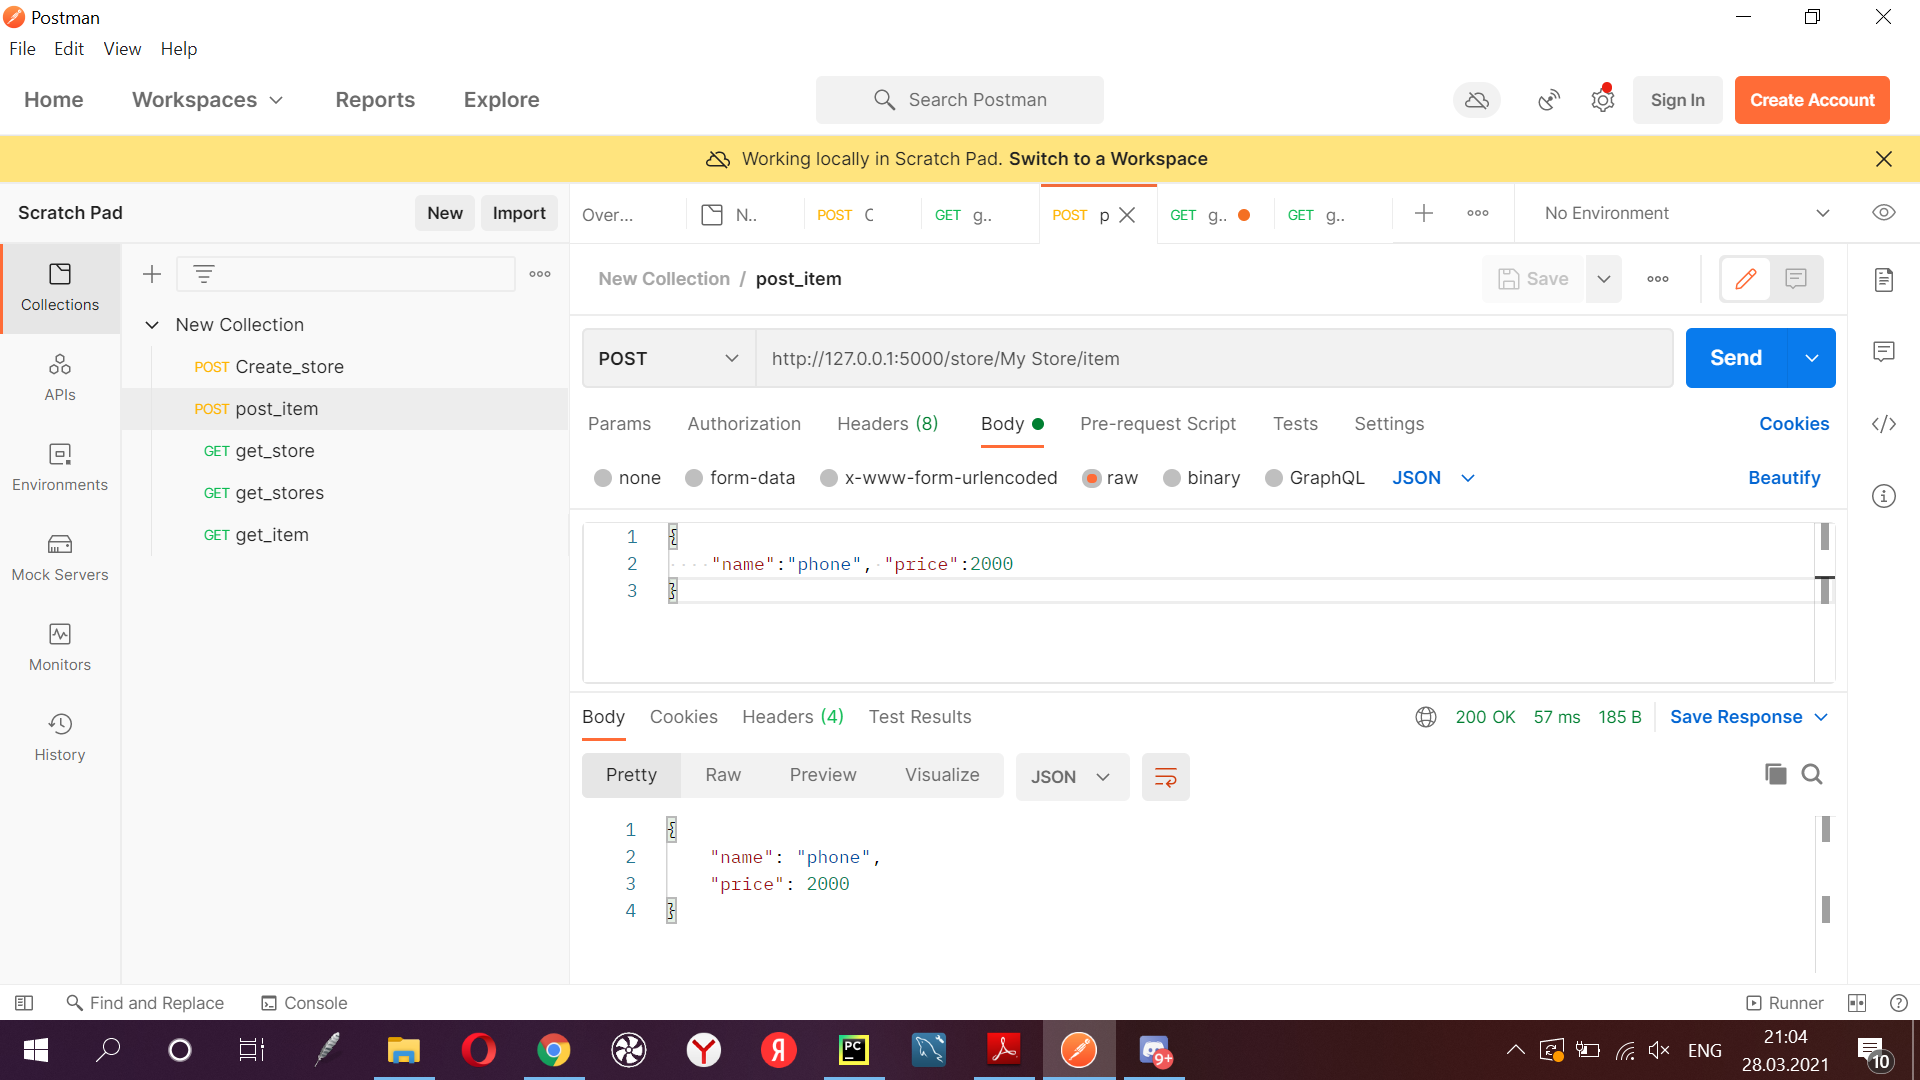 Postman
File Edit View Help
Home Workspaces Reports Explore Search Postman Sign In Create Account
Working locally in Scratch Pad. Switch to a Workspace
Scratch Pad New Import Over... N.. POST C GET g.. POST p GET g.. GET g.. No Environment
New Collection / post_item Save
Collections
New Collection
POST Create_store
POST post_item
GET get_store
GET get_stores
GET get_item
APIs
Environments
Mock Servers
Monitors
History
POST http://127.0.0.1:5000/store/My Store/item Send
Params Authorization Headers (8) Body Pre-request Script Tests Settings Cookies
none form-data x-www-form-urlencoded raw binary GraphQL JSON Beautify
1 {
2 "name":"phone", "price":2000
3 }
Body Cookies Headers (4) Test Results 200 OK 57 ms 185 B Save Response
Pretty Raw Preview Visualize JSON
1 {
2 "name": "phone",
3 "price": 2000
4 }
Find and Replace Console Runner
PC 9+ ENG 21:04
28.03.2021 10